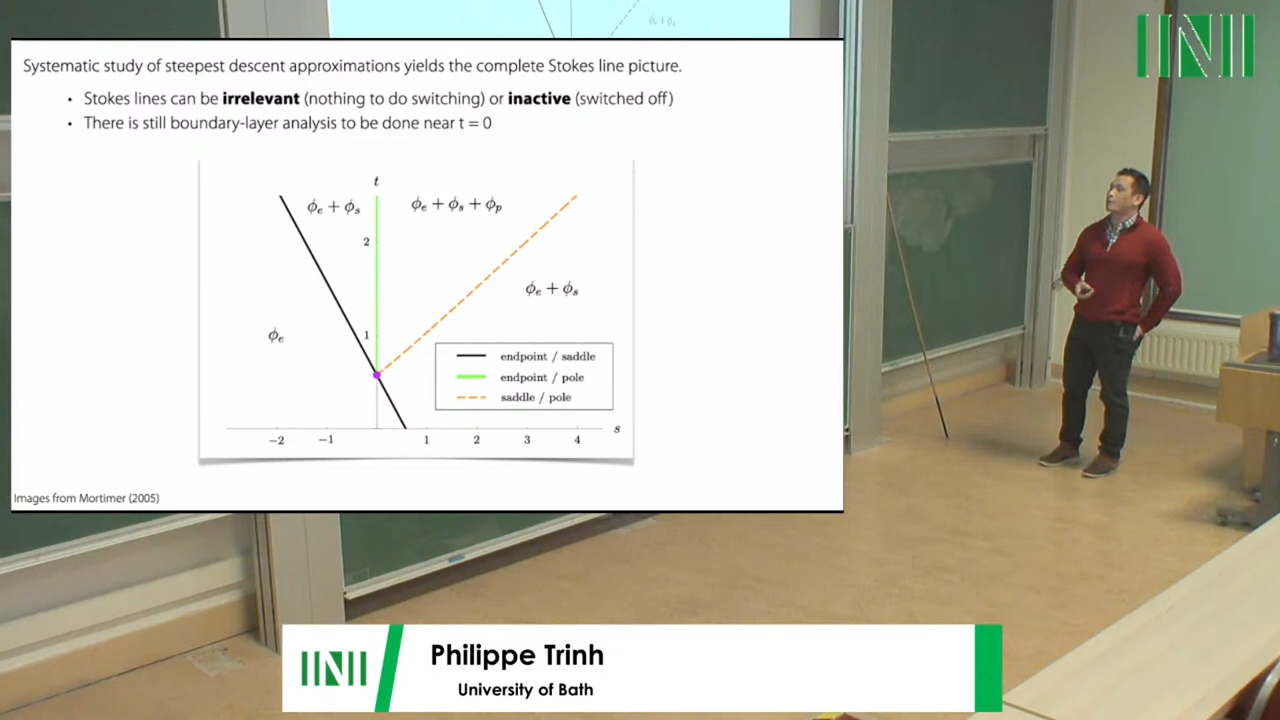 ϕₛ + ϕₚ
Systematic study of steepest descent approximations yields the complete Stokes line picture.
• Stokes lines can be irrelevant (nothing to do switching) or inactive (switched off)
• There is still boundary-layer analysis to be done near t = 0
t
ϕₑ + ϕₛ
ϕₑ + ϕₛ + ϕₚ
2
ϕₑ + ϕₛ
1
ϕₑ
endpoint / saddle
endpoint / pole
saddle / pole
s
−2 −1 1 2 3 4
Images from Mortimer (2005)
Philippe Trinh
University of Bath